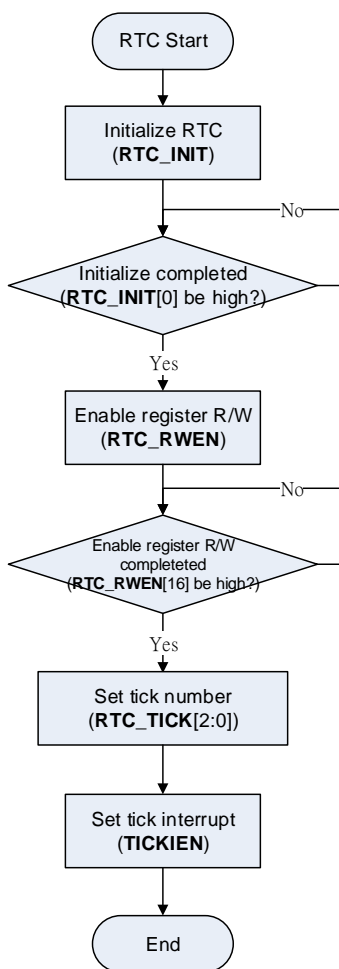 RTC Start
Initialize RTC
(RTC_INIT)
No
Initialize completed
(RTC_INIT[0] be high?)
Yes
Enable register R/W
(RTC_RWEN)
No
Enable register R/W
completeted
(RTC_RWEN[16] be high?)
Yes
Set tick number
(RTC_TICK[2:0])
Set tick interrupt
(TICKIEN)
End